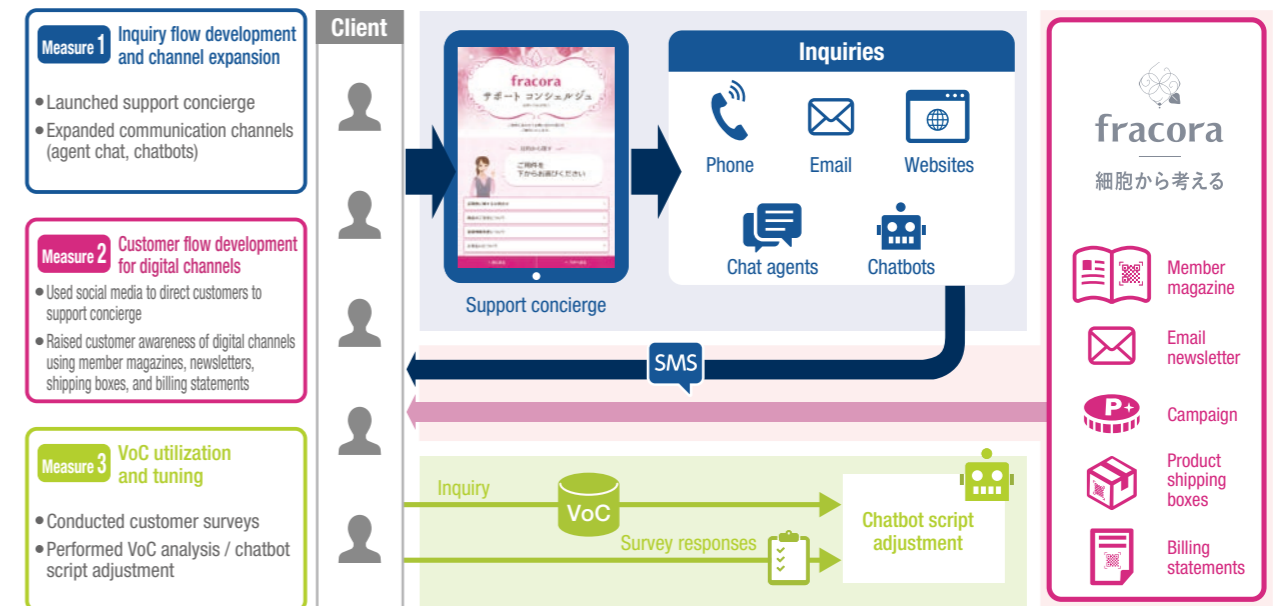 Measure 1
Inquiry flow development
and channel expansion
●Launched support concierge
●Expanded communication channels
(agent chat, chatbots)
Measure 2
Customer flow development
for digital channels
●Used social media to direct customers to
support concierge
●Raised customer awareness of digital channels
using member magazines, newsletters,
shipping boxes, and billing statements
Measure 3
VoC utilization
and tuning
●Conducted customer surveys
●Performed VoC analysis / chatbot
script adjustment
Client
fracora
サポート コンシェルジュ
ご用件を
下からお選びください
Support concierge
Inquiries
Phone
Email
Websites
Chat agents
Chatbots
SMS
Inquiry
VoC
Survey responses
Chatbot script
adjustment
fracora
細胞から考える
Member
magazine
Email
newsletter
P+
Campaign
Product
shipping
boxes
Billing
statements